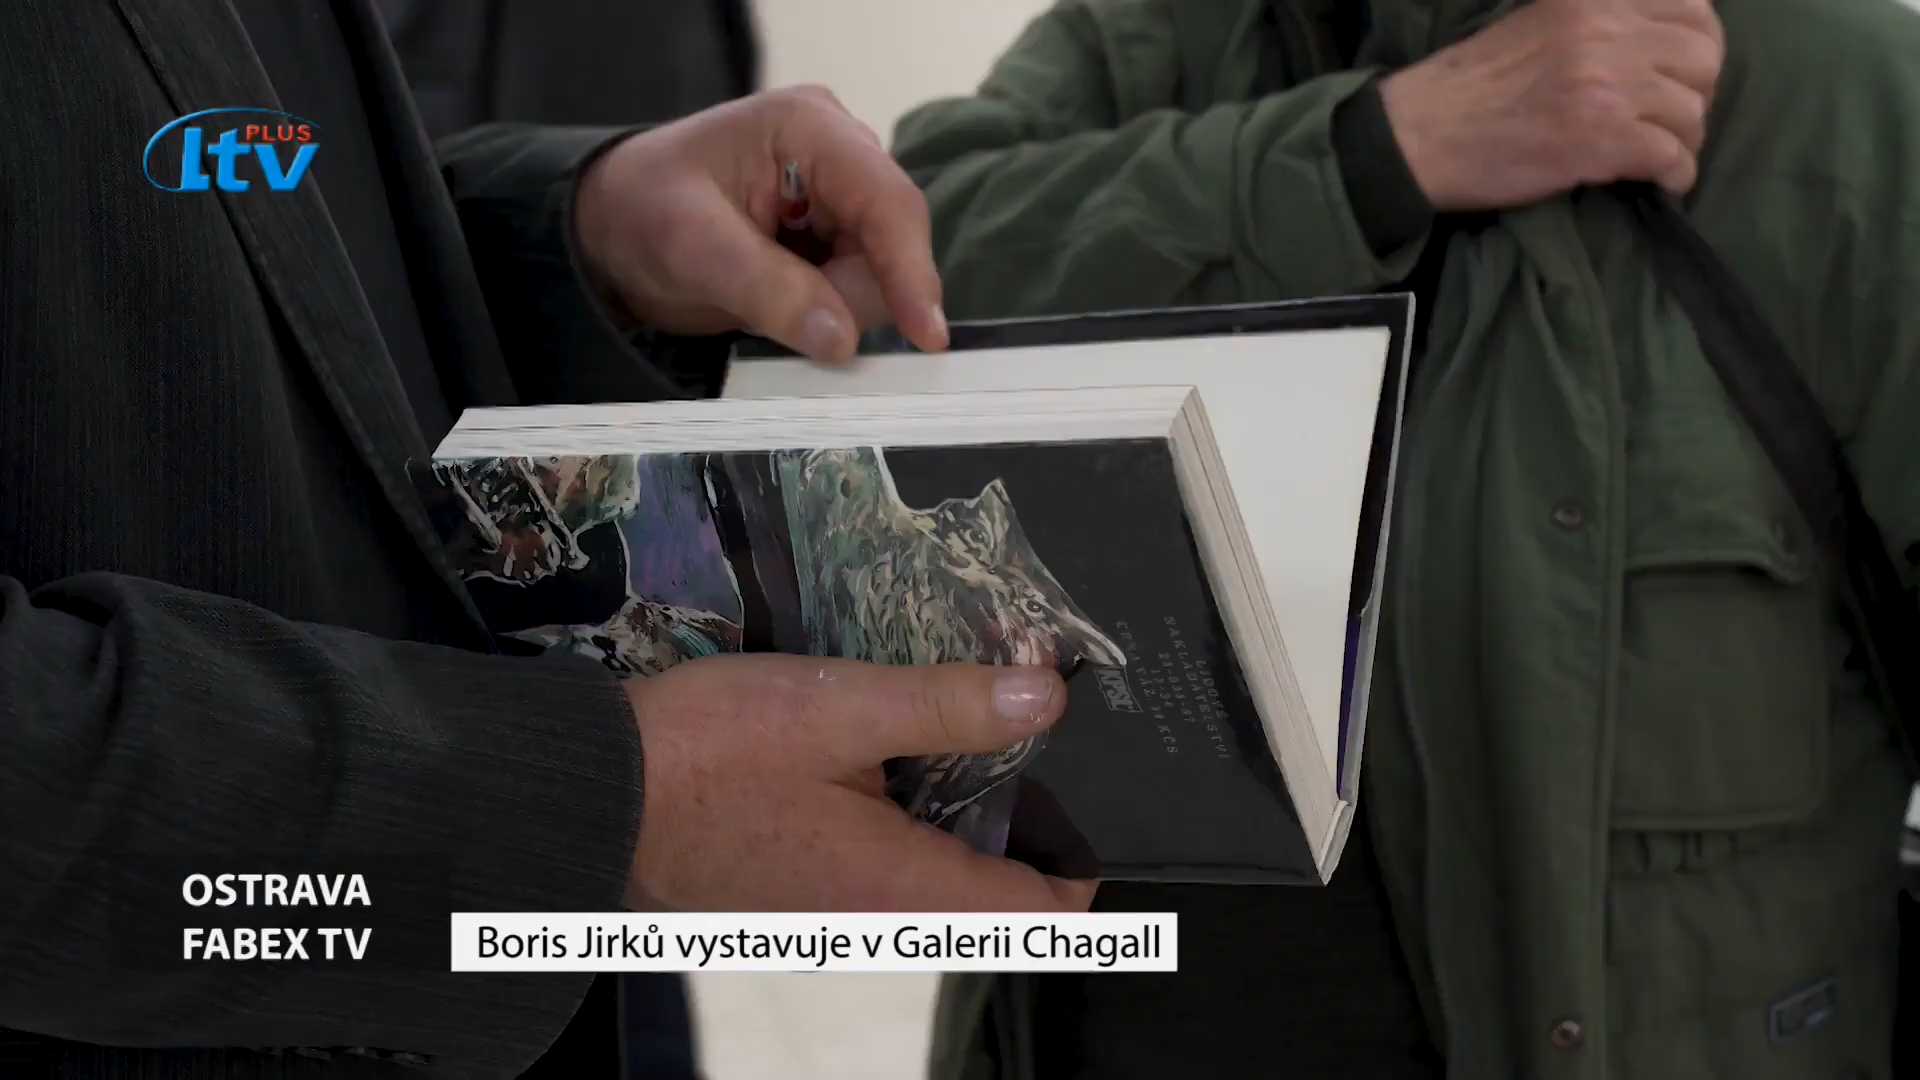 LTV PLUS
OSTRAVA
FABEX TV
Boris Jirků vystavuje v Galerii Chagall
LIDOVÉ
NAKLADATELSTVÍ